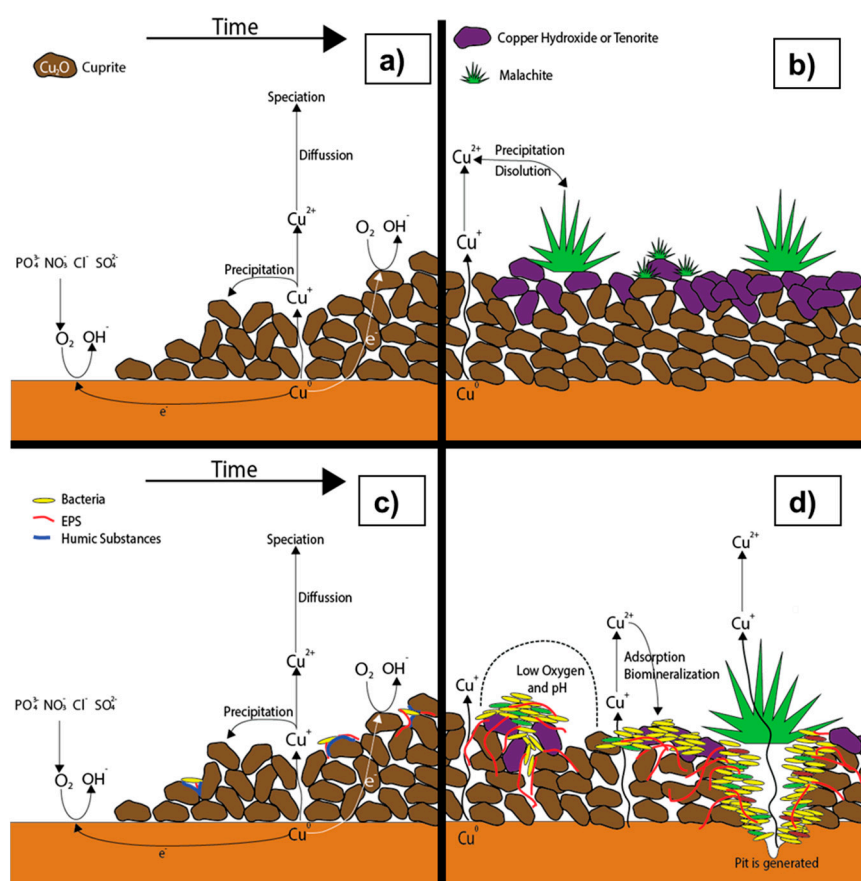 Time
a)
Cu₂O Cuprite
Speciation
Diffussion
Cu²⁺
O₂ OH⁻
PO₄³⁻ NO₃⁻ Cl⁻ SO₄²⁻
Precipitation
Cu⁺
O₂ OH⁻
e⁻
Cu⁰
e⁻
Copper Hydroxide or Tenorite
b)
Malachite
Cu²⁺
Precipitation
Disolution
Cu⁺
Cu⁰
Time
c)
Bacteria
EPS
Humic Substances
Speciation
Diffussion
Cu²⁺
O₂ OH⁻
PO₄³⁻ NO₃⁻ Cl⁻ SO₄²⁻
Precipitation
Cu⁺
O₂ OH⁻
e⁻
Cu⁰
e⁻
d)
Cu²⁺
Cu⁺
Cu²⁺
Low Oxygen
and pH
Adsorption
Biomineralization
Cu⁺
Cu⁺
Cu⁰
Pit is generated